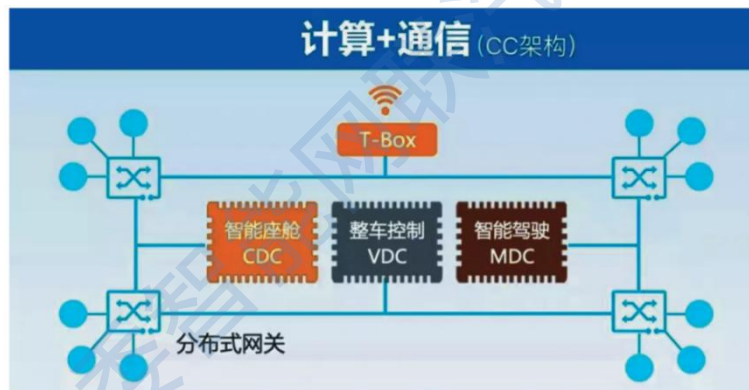 计算+通信(CC架构)
T-Box
智能座舱
CDC
整车控制
VDC
智能驾驶
MDC
分布式网关